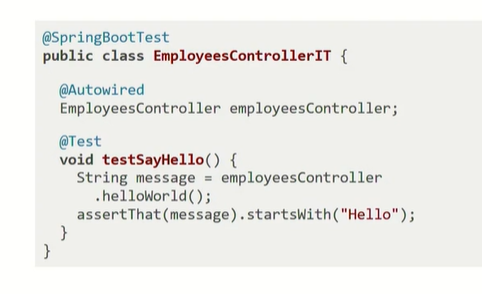 @SpringBootTest
public class EmployeesControllerIT {
@Autowired
EmployeesController employeesController;
@Test
void testSayHello() {
String message = employeesController
.helloWorld();
assertThat(message).startsWith("Hello");
}
}